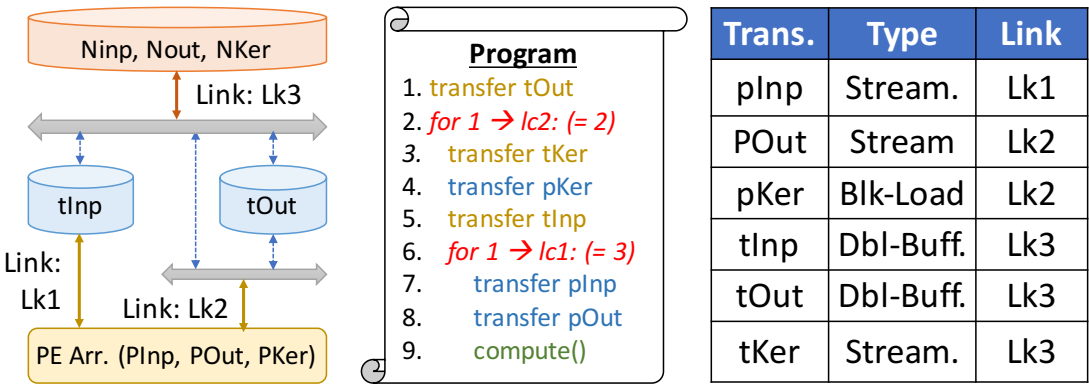 Ninp, Nout, NKer
Link: Lk3
tInp
tOut
Link:
Lk1
Link: Lk2
PE Arr. (PInp, POut, PKer)
Program
1. transfer tOut
2. for 1 → lc2: (= 2)
3. transfer tKer
4. transfer pKer
5. transfer tInp
6. for 1 → lc1: (= 3)
7. transfer pInp
8. transfer pOut
9. compute()
Trans. Type Link
pInp Stream. Lk1
POut Stream Lk2
pKer Blk-Load Lk2
tInp Dbl-Buff. Lk3
tOut Dbl-Buff. Lk3
tKer Stream. Lk3